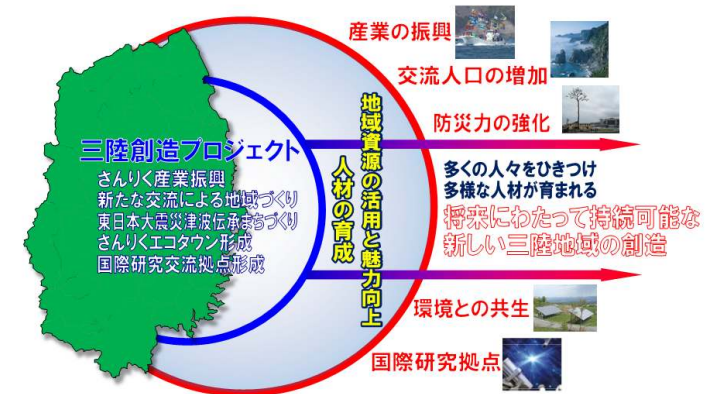 産業の振興
交流人口の増加
防災力の強化
三陸創造プロジェクト
さんりく産業振興
新たな交流による地域づくり
東日本大震災津波伝承まちづくり
さんりくエコタウン形成
国際研究交流拠点形成
地域資源の活用と魅力向上
人材の育成
多くの人々をひきつけ
多様な人材が育まれる
将来にわたって持続可能な
新しい三陸地域の創造
環境との共生
国際研究拠点